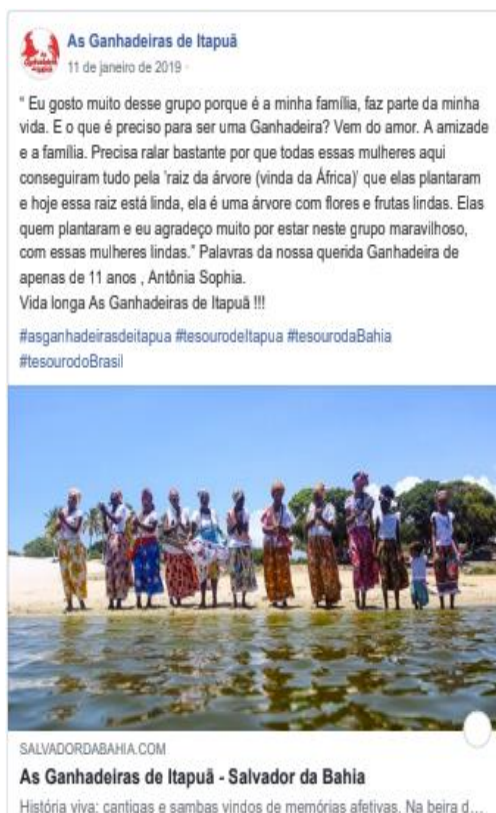 As Ganhadeiras de Itapuã
11 de janeiro de 2019 ·
" Eu gosto muito desse grupo porque é a minha família, faz parte da minha
vida. E o que é preciso para ser uma Ganhadeira? Vem do amor. A amizade
e a família. Precisa ralar bastante por que todas essas mulheres aqui
conseguiram tudo pela 'raiz da árvore (vinda da África)' que elas plantaram
e hoje essa raiz está linda, ela é uma árvore com flores e frutas lindas. Elas
quem plantaram e eu agradeço muito por estar neste grupo maravilhoso,
com essas mulheres lindas." Palavras da nossa querida Ganhadeira de
apenas de 11 anos , Antônia Sophia.
Vida longa As Ganhadeiras de Itapuã !!!
#asganhadeirasdeitapua #tesourodeItapua #tesourodaBahia
#tesourodoBrasil
SALVADORDABAHIA.COM
As Ganhadeiras de Itapuã - Salvador da Bahia
História viva: cantigas e sambas vindos de memórias afetivas. Na beira d...